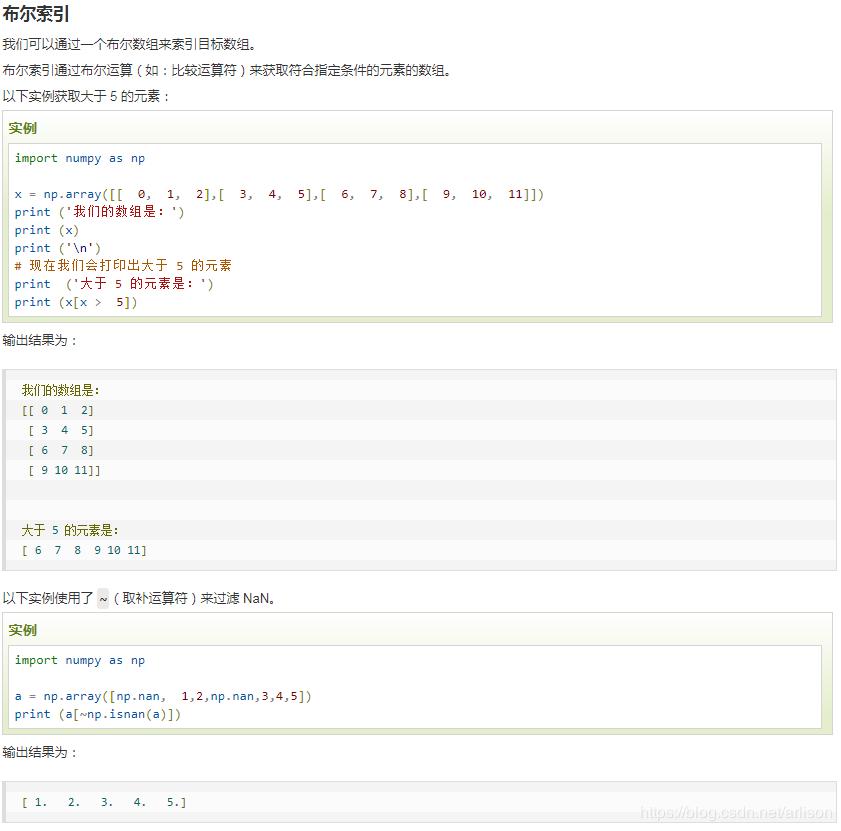 布尔索引
我们可以通过一个布尔数组来索引目标数组。
布尔索引通过布尔运算（如：比较运算符）来获取符合指定条件的元素的数组。
以下实例获取大于 5 的元素：
实例
import numpy as np
x = np.array([[  0,  1,  2],[  3,  4,  5],[  6,  7,  8],[  9,  10,  11]])
print ('我们的数组是：')
print (x)
print ('\n')
# 现在我们会打印出大于 5 的元素
print  ('大于 5 的元素是：')
print (x[x >  5])
输出结果为：
我们的数组是：
[[ 0  1  2]
 [ 3  4  5]
 [ 6  7  8]
 [ 9 10 11]]
大于 5 的元素是：
[ 6  7  8  9 10 11]
以下实例使用了 ~（取补运算符）来过滤 NaN。
实例
import numpy as np
a = np.array([np.nan,  1,2,np.nan,3,4,5])
print (a[~np.isnan(a)])
输出结果为：
[ 1.   2.   3.   4.   5.]
https://blog.csdn.net/arlison